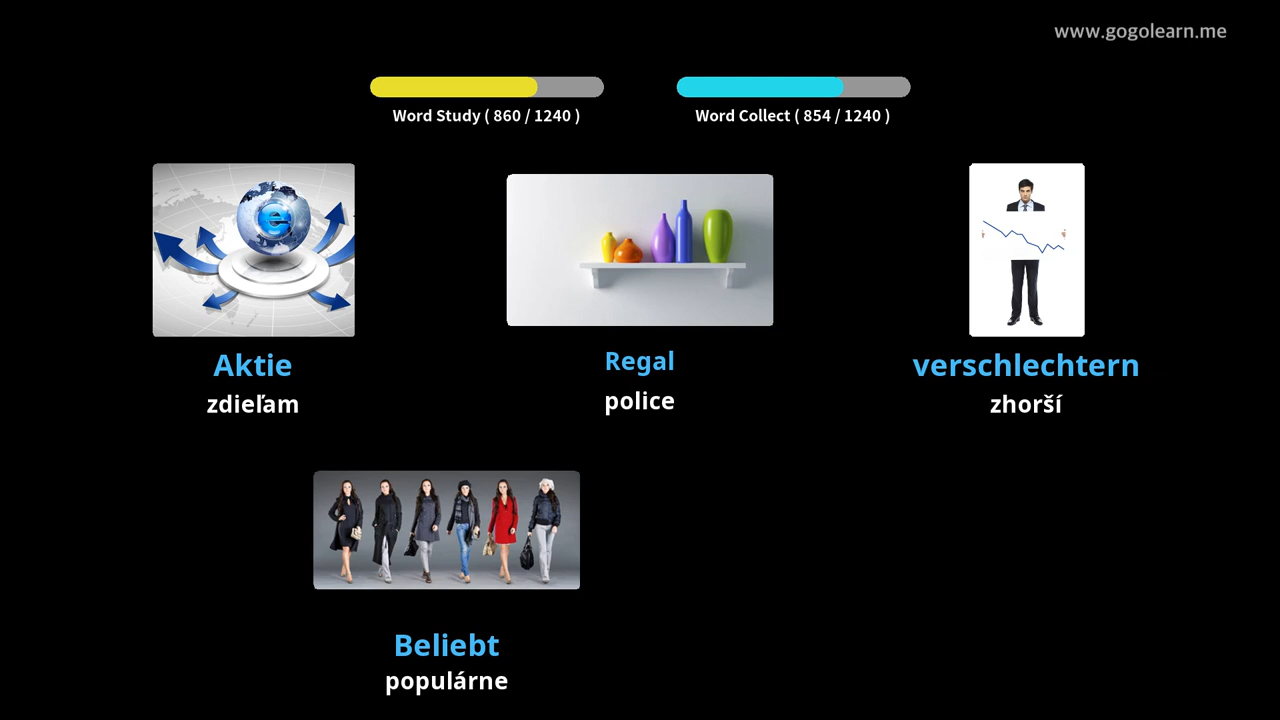 www.gogolearn.me
Word Study ( 860 / 1240 )
Word Collect ( 854 / 1240 )
e
Aktie
zdieľam
Regal
police
verschlechtern
zhorší
Beliebt
populárne